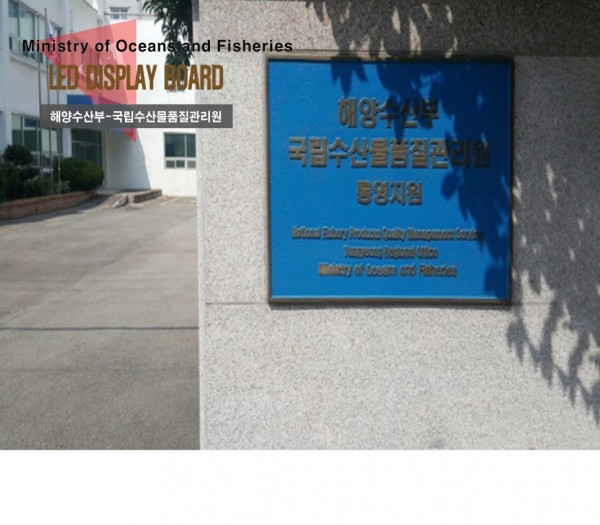 Ministry of Oceans and Fisheries
LED DISPLAY BOARD
해양수산부-국립수산물품질관리원
해양수산부
국립수산물품질관리원
통영지원
National Fishery Products Quality Management Service
Tongyeong Regional Office
Ministry of Oceans and Fisheries